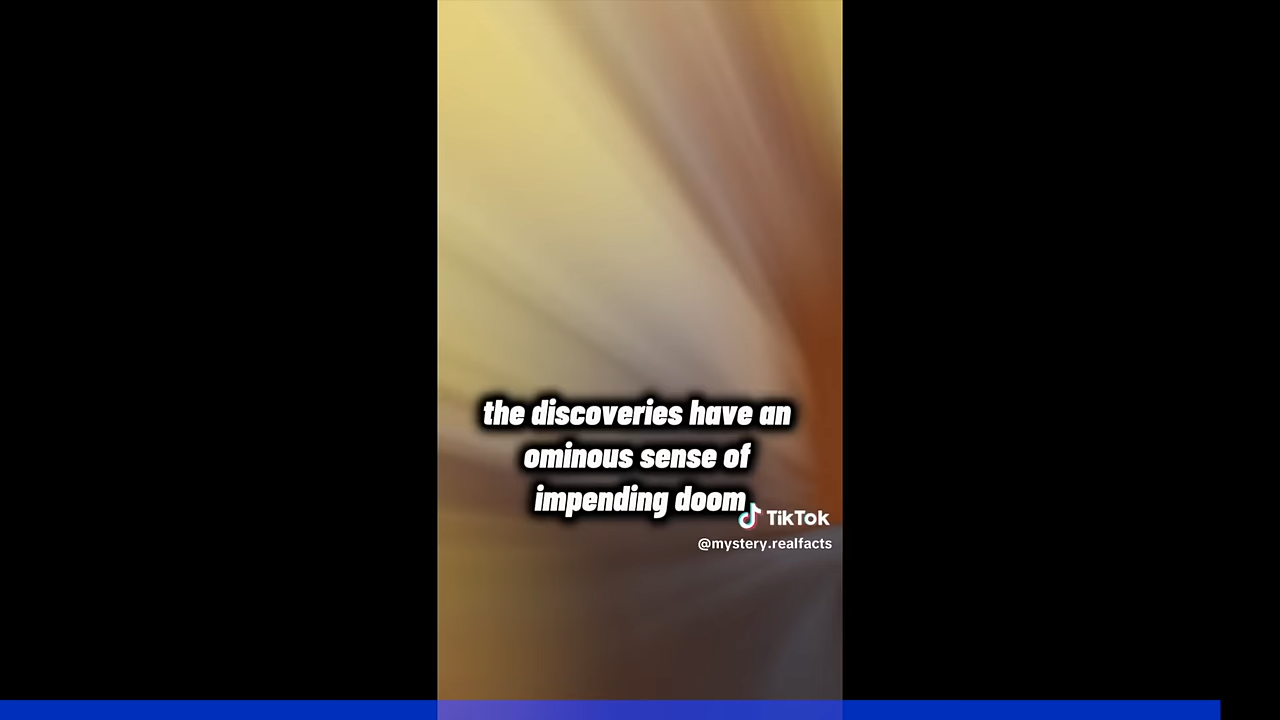 the discoveries have an
ominous sense of
impending doom
TikTok
@mystery.realfacts